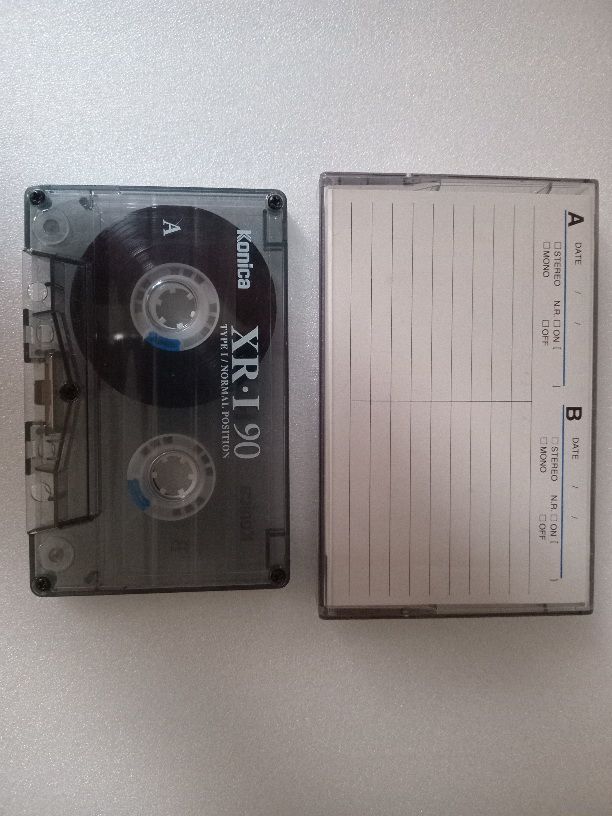 Konica
A
XR·I 90
TYPE I / NORMAL POSITION
A
DATE / /
□ STEREO N.R. □ ON [ ]
□ MONO □ OFF
B
DATE / /
□ STEREO N.R. □ ON [ ]
□ MONO □ OFF